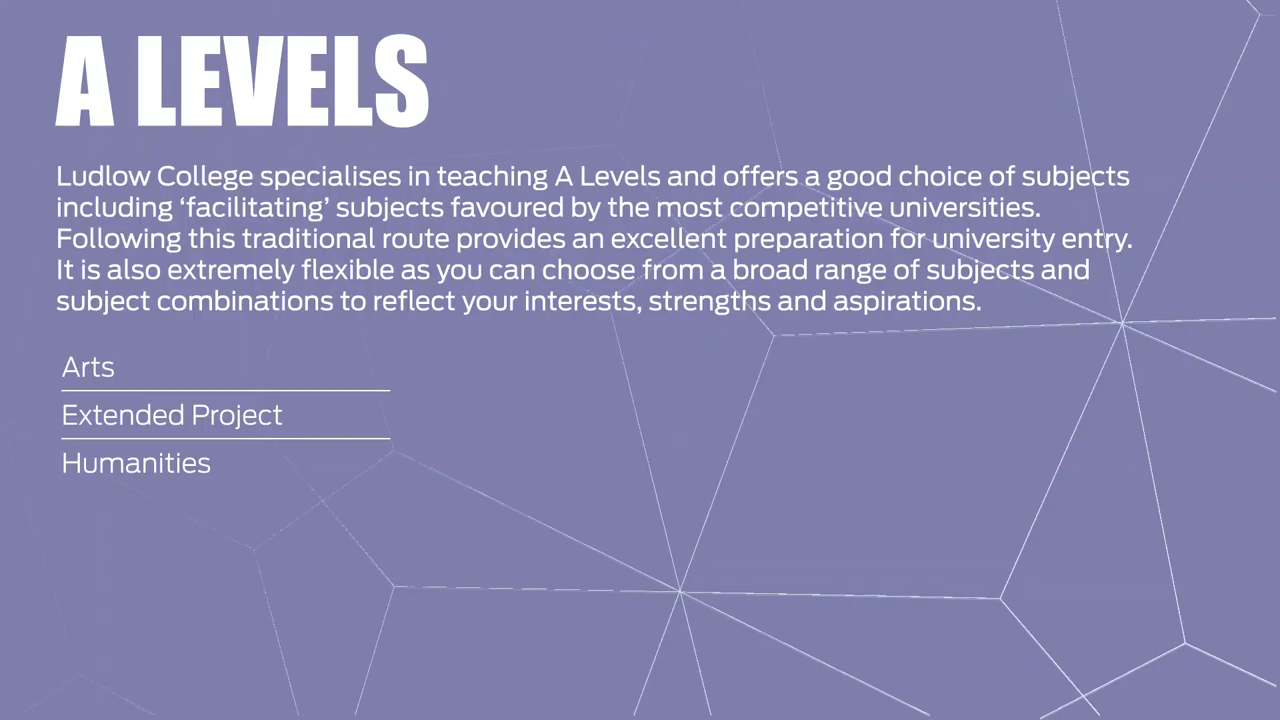 A LEVELS
Ludlow College specialises in teaching A Levels and offers a good choice of subjects
including ‘facilitating’ subjects favoured by the most competitive universities.
Following this traditional route provides an excellent preparation for university entry.
It is also extremely flexible as you can choose from a broad range of subjects and
subject combinations to reflect your interests, strengths and aspirations.
Arts
Extended Project
Humanities